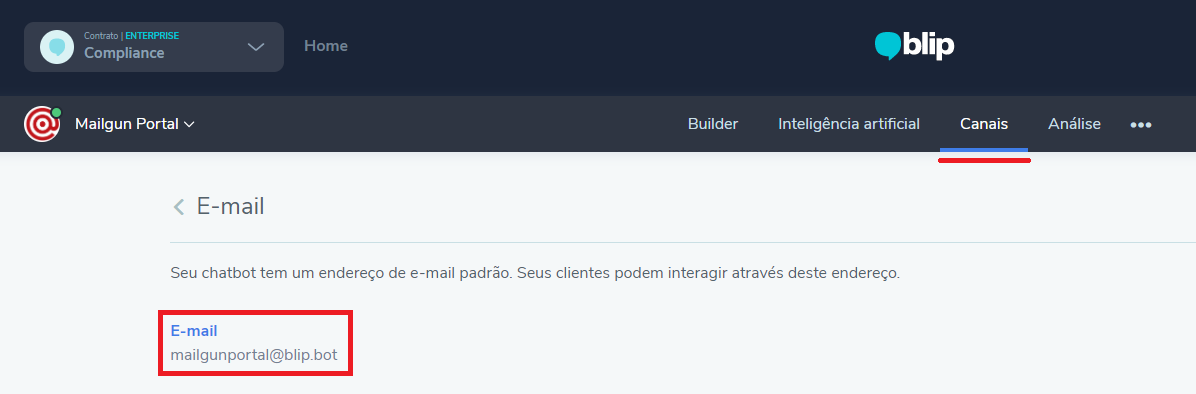 Contrato | ENTERPRISE
Compliance
Home
blip
Mailgun Portal
Builder
Inteligência artificial
Canais
Análise
E-mail
Seu chatbot tem um endereço de e-mail padrão. Seus clientes podem interagir através deste endereço.
E-mail
mailgunportal@blip.bot